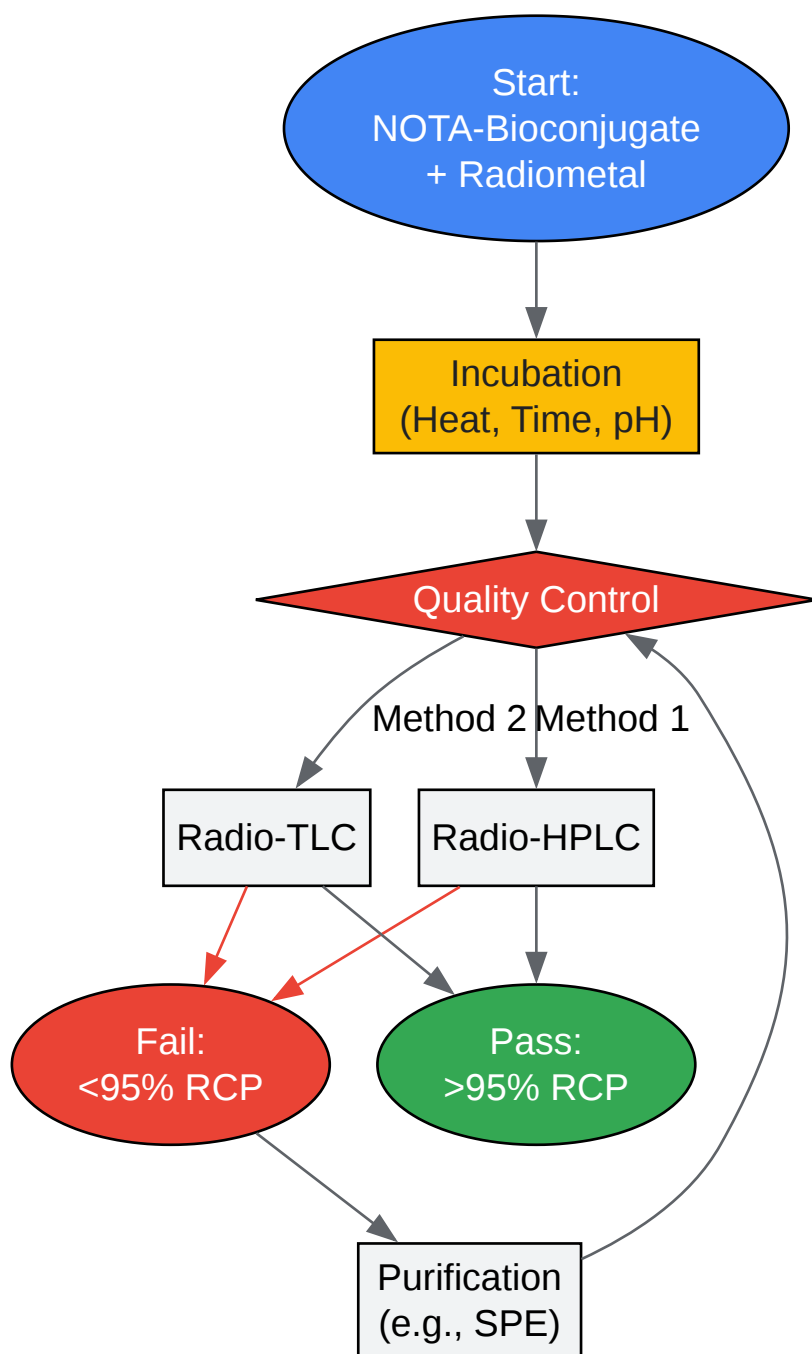 Start:
NOTA-Bioconjugate
+ Radiometal
Incubation
(Heat, Time, pH)
Quality Control
Method 2
Method 1
Radio-TLC
Radio-HPLC
Fail:
<95% RCP
Pass:
>95% RCP
Purification
(e.g., SPE)